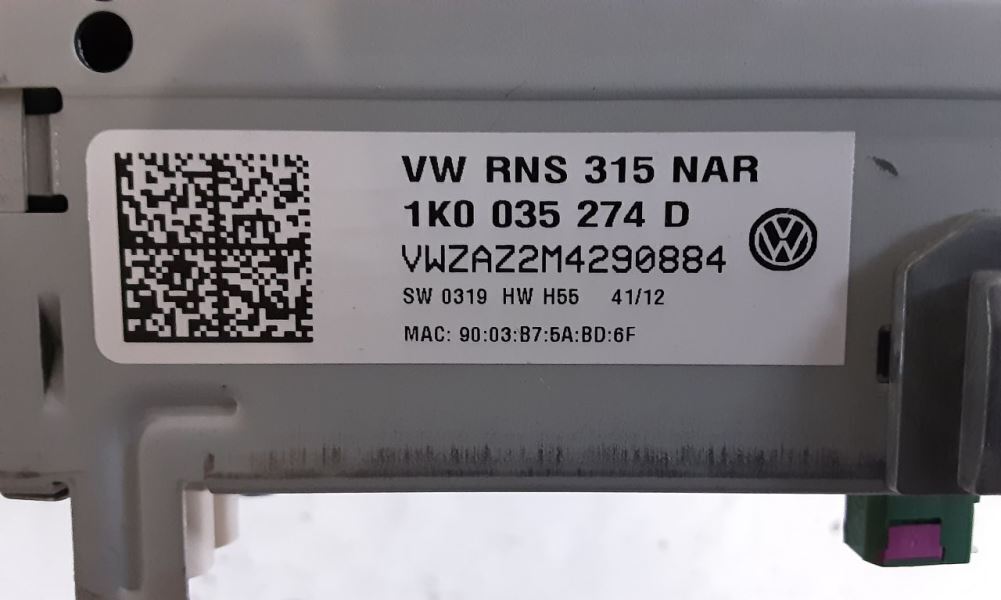 VW RNS 315 NAR
1K0 035 274 D
VWZAZ2M4290884
SW 0319 HW H55 41/12
MAC: 90:03:B7:5A:BD:6F